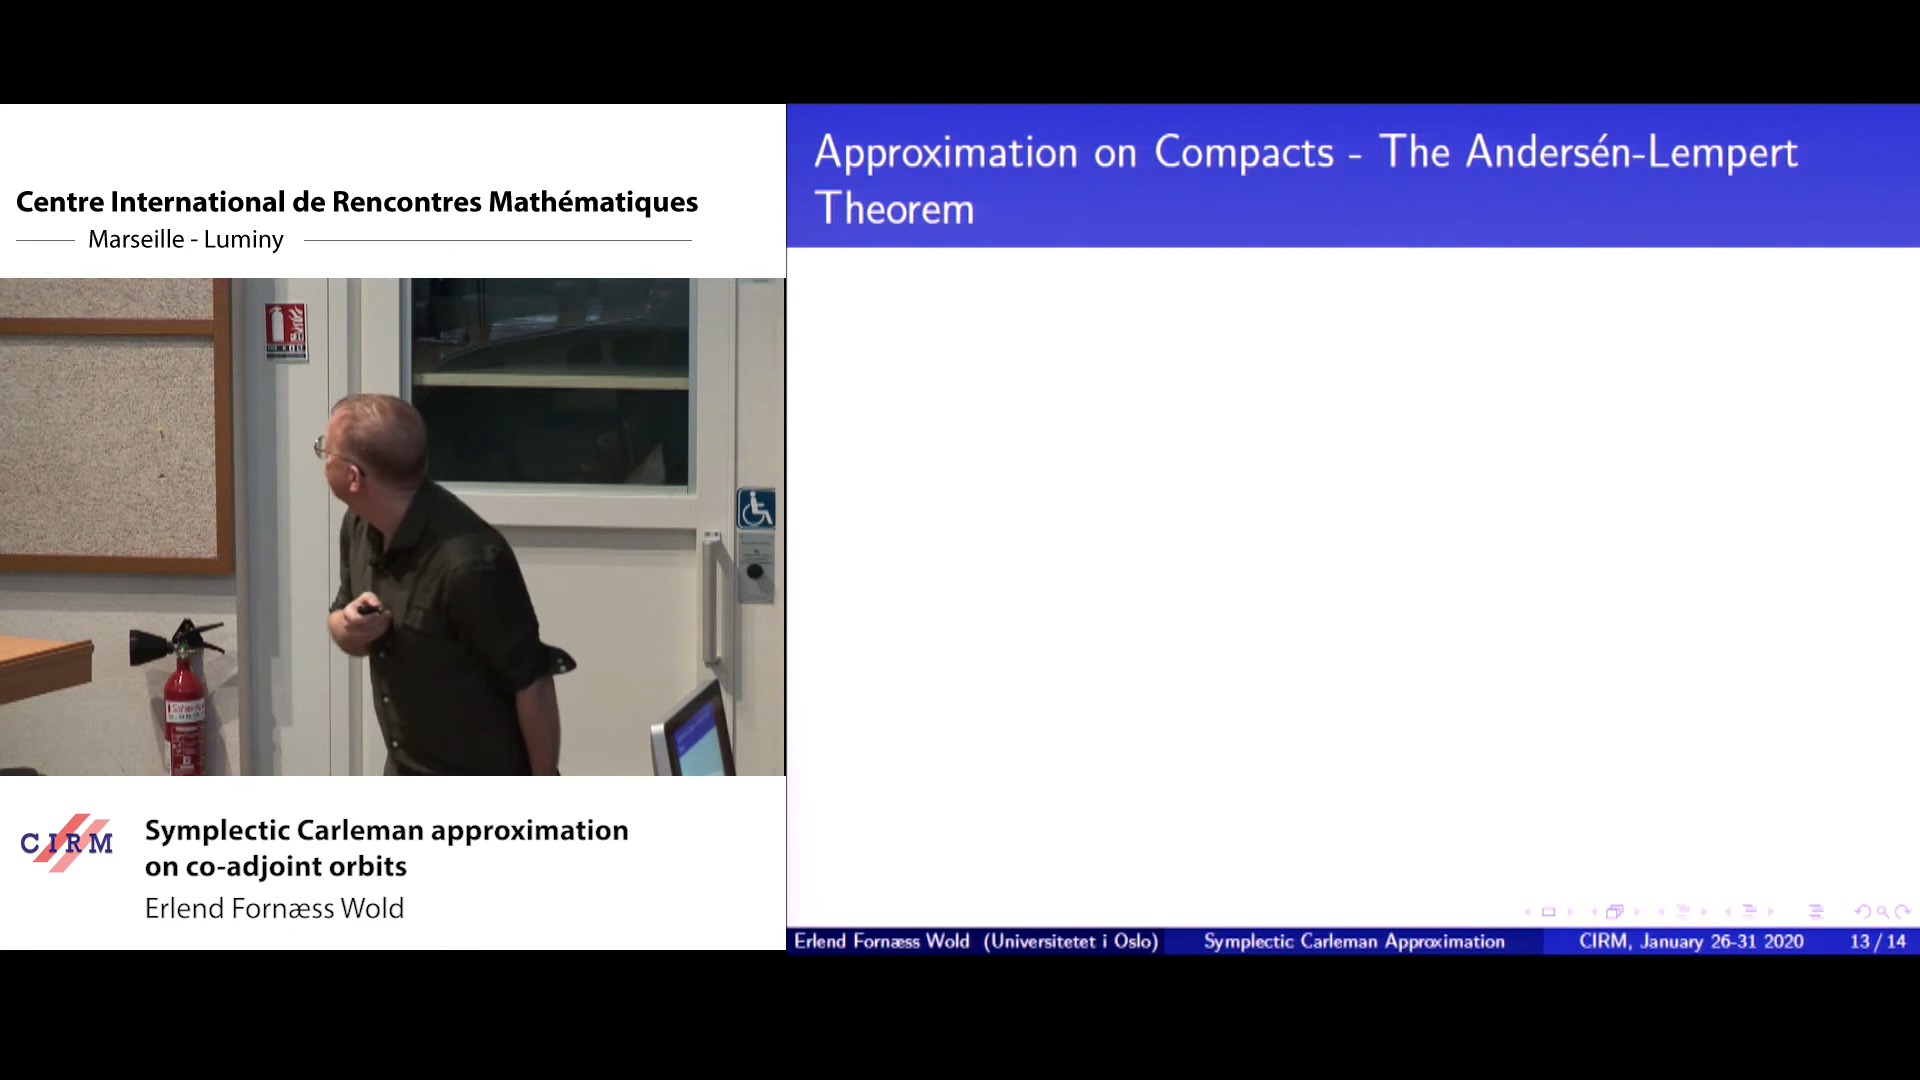 Centre International de Rencontres Mathématiques
Marseille - Luminy
CIRM
Symplectic Carleman approximation
on co-adjoint orbits
Erlend Fornæss Wold
Approximation on Compacts - The Andersén-Lempert
Theorem
Erlend Fornæss Wold (Universitetet i Oslo)
Symplectic Carleman Approximation
CIRM, January 26-31 2020
13 / 14